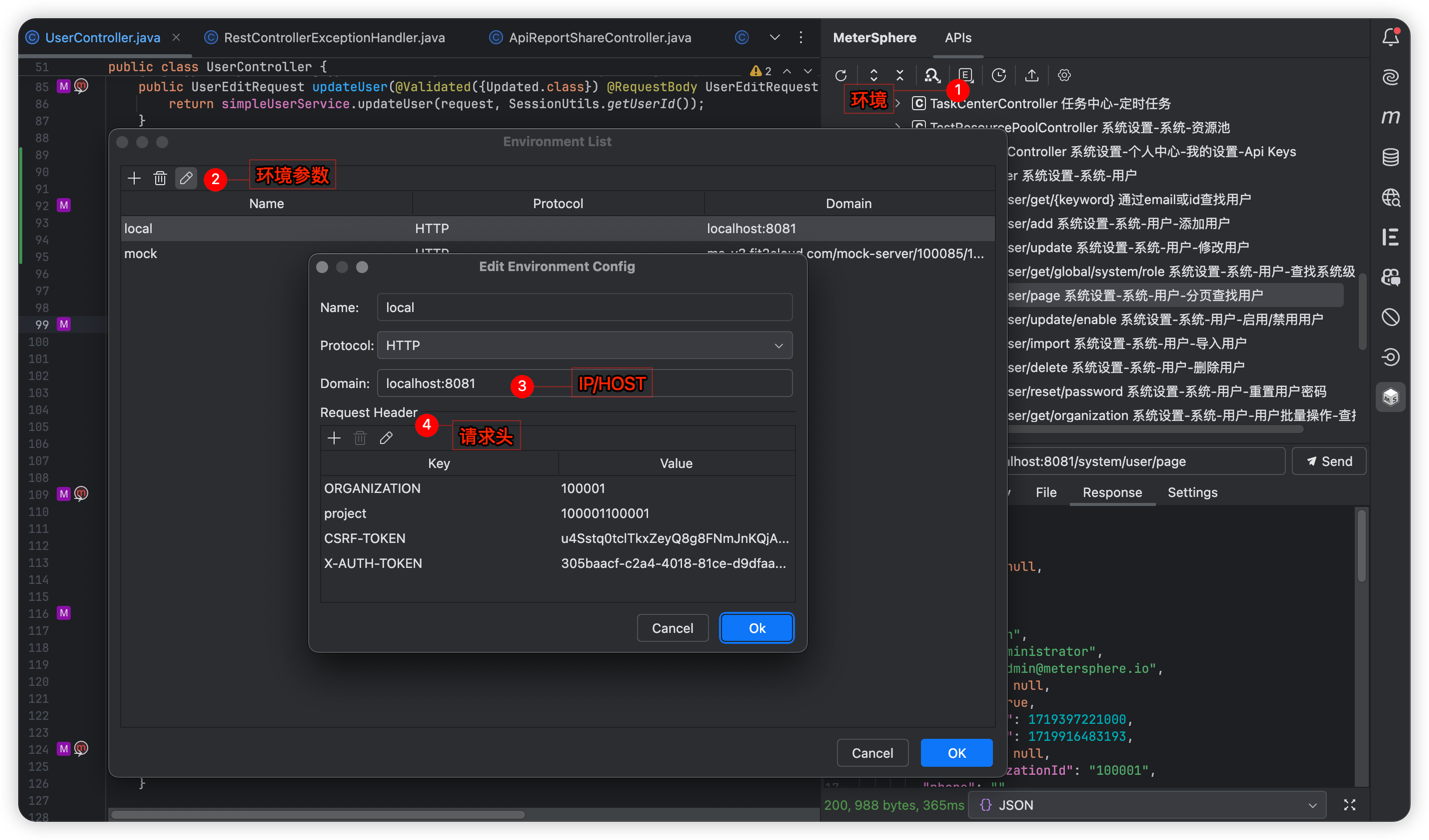 UserController.java
RestControllerExceptionHandler.java
ApiReportShareController.java
MeterSphere
APIs
51 public class UserController {
2
85 public UserEditRequest updateUser(@Validated({Updated.class}) @RequestBody UserEditRequest
86 return simpleUserService.updateUser(request, SessionUtils.getUserId());
87 }
88
89
90
91
92
93
94
95
96
97
98
99
100
101
102
103
104
105
106
107
108
109
110
111
112
113
114
115
116
117
118
119
120
121
122
123
124
125
126 }
127
128
环境
1
TaskCenterController 任务中心-定时任务
TestResourcePoolController 系统设置-系统-资源池
Controller 系统设置-个人中心-我的设置-Api Keys
er 系统设置-系统-用户
ser/get/{keyword} 通过email或id查找用户
ser/add 系统设置-系统-用户-添加用户
ser/update 系统设置-系统-用户-修改用户
ser/get/global/system/role 系统设置-系统-用户-查找系统级
ser/page 系统设置-系统-用户-分页查找用户
ser/update/enable 系统设置-系统-用户-启用/禁用用户
ser/import 系统设置-系统-用户-导入用户
ser/delete 系统设置-系统-用户-删除用户
ser/reset/password 系统设置-系统-用户-重置用户密码
ser/get/organization 系统设置-系统-用户-用户批量操作-查
Environment List
2
环境参数
Name Protocol Domain
local HTTP localhost:8081
mock HTTP ms-v3.fit2cloud.com/mock-server/100085/1...
Edit Environment Config
Name: local
Protocol: HTTP
Domain: localhost:8081
3
IP/HOST
Request Header
4
请求头
Key Value
ORGANIZATION 100001
project 100001100001
CSRF-TOKEN u4Sstq0tclTkxZeyQ8g8FNmJnKQjA...
X-AUTH-TOKEN 305baacf-c2a4-4018-81ce-d9dfaa...
Cancel
Ok
Cancel
OK
lhost:8081/system/user/page
Send
File
Response
Settings
null,
n",
ministrator",
dmin@metersphere.io",
null,
rue,
": 1719397221000,
": 1719916483193,
null,
zationId": "100001",
17 "phone": ""
200, 988 bytes, 365ms
{} JSON